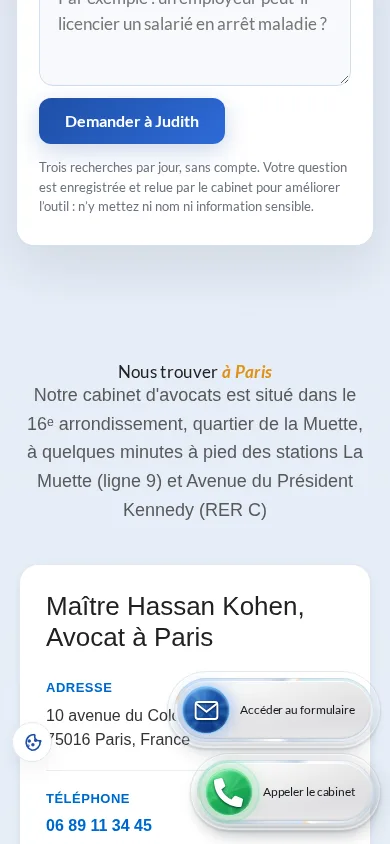 licencier un salarié en arrêt maladie ?
Demander à Judith
Trois recherches par jour, sans compte. Votre question
est enregistrée et relue par le cabinet pour améliorer
l'outil : n'y mettez ni nom ni information sensible.
Nous trouver à Paris
Notre cabinet d'avocats est situé dans le
16ᵉ arrondissement, quartier de la Muette,
à quelques minutes à pied des stations La
Muette (ligne 9) et Avenue du Président
Kennedy (RER C)
Maître Hassan Kohen,
Avocat à Paris
ADRESSE
10 avenue du
75016 Paris, France
Accéder au formulaire
TÉLÉPHONE
Appeler le cabinet
06 89 11 34 45